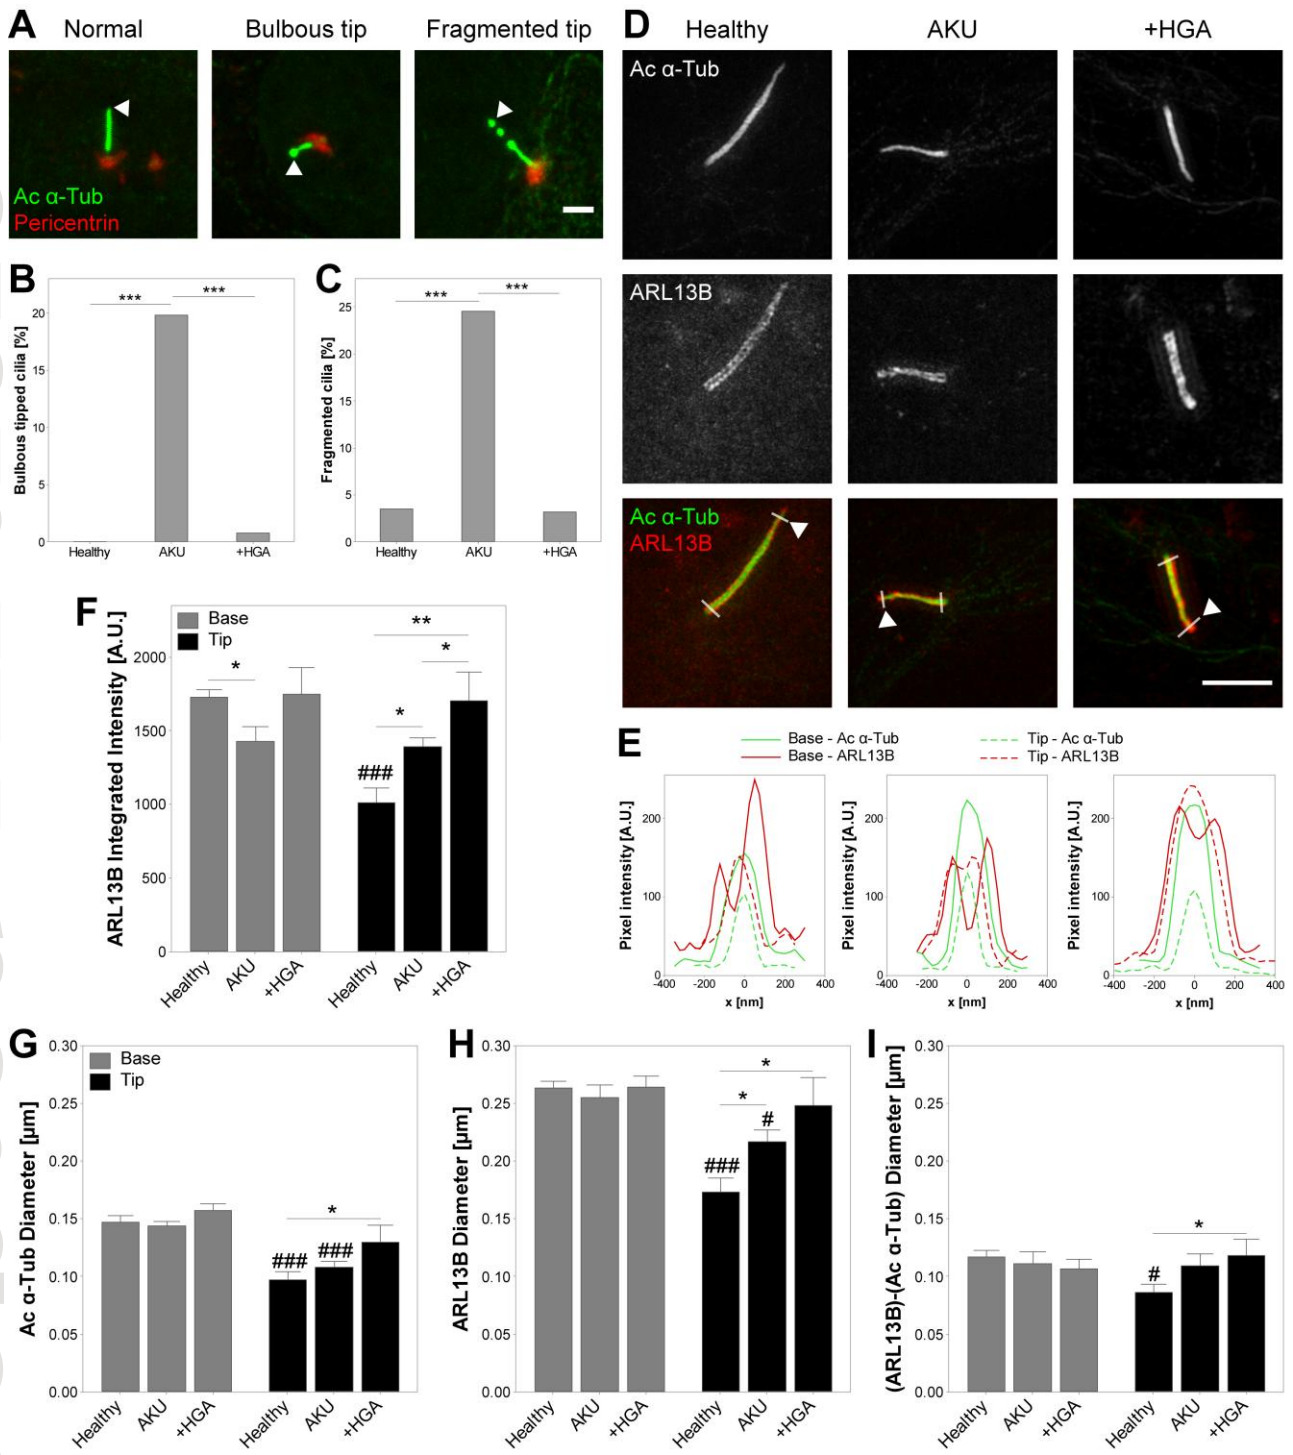 A
Normal
Bulbous tip
Fragmented tip
Ac α-Tub
Pericentrin
B
Bulbous tipped cilia [%]
20
15
10
5
0
***
***
Healthy
AKU
+HGA
C
Fragmented cilia [%]
25
20
15
10
5
0
***
***
Healthy
AKU
+HGA
D
Healthy
AKU
+HGA
Ac α-Tub
ARL13B
Ac α-Tub
ARL13B
E
Base - Ac α-Tub
Base - ARL13B
Tip - Ac α-Tub
Tip - ARL13B
Pixel intensity [A.U.]
200
100
0
-400 -200 0 200 400
x [nm]
Pixel intensity [A.U.]
200
100
0
-400 -200 0 200 400
x [nm]
Pixel intensity [A.U.]
200
100
0
-400 -200 0 200 400
x [nm]
F
ARL13B Integrated Intensity [A.U.]
Base
Tip
2000
1500
1000
500
0
*
**
*
*
###
Healthy
AKU
+HGA
Healthy
AKU
+HGA
G
Ac α-Tub Diameter [µm]
Base
Tip
0.30
0.25
0.20
0.15
0.10
0.05
0.00
*
###
###
Healthy
AKU
+HGA
Healthy
AKU
+HGA
H
ARL13B Diameter [µm]
0.30
0.25
0.20
0.15
0.10
0.05
0.00
*
*
#
###
Healthy
AKU
+HGA
Healthy
AKU
+HGA
I
(ARL13B)-(Ac α-Tub) Diameter [µm]
0.30
0.25
0.20
0.15
0.10
0.05
0.00
*
#
Healthy
AKU
+HGA
Healthy
AKU
+HGA